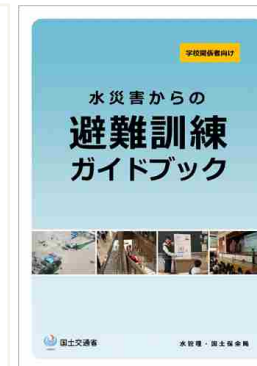 学校関係者向け
水災害からの
避難訓練
ガイドブック
国土交通省
水管理・国土保全局